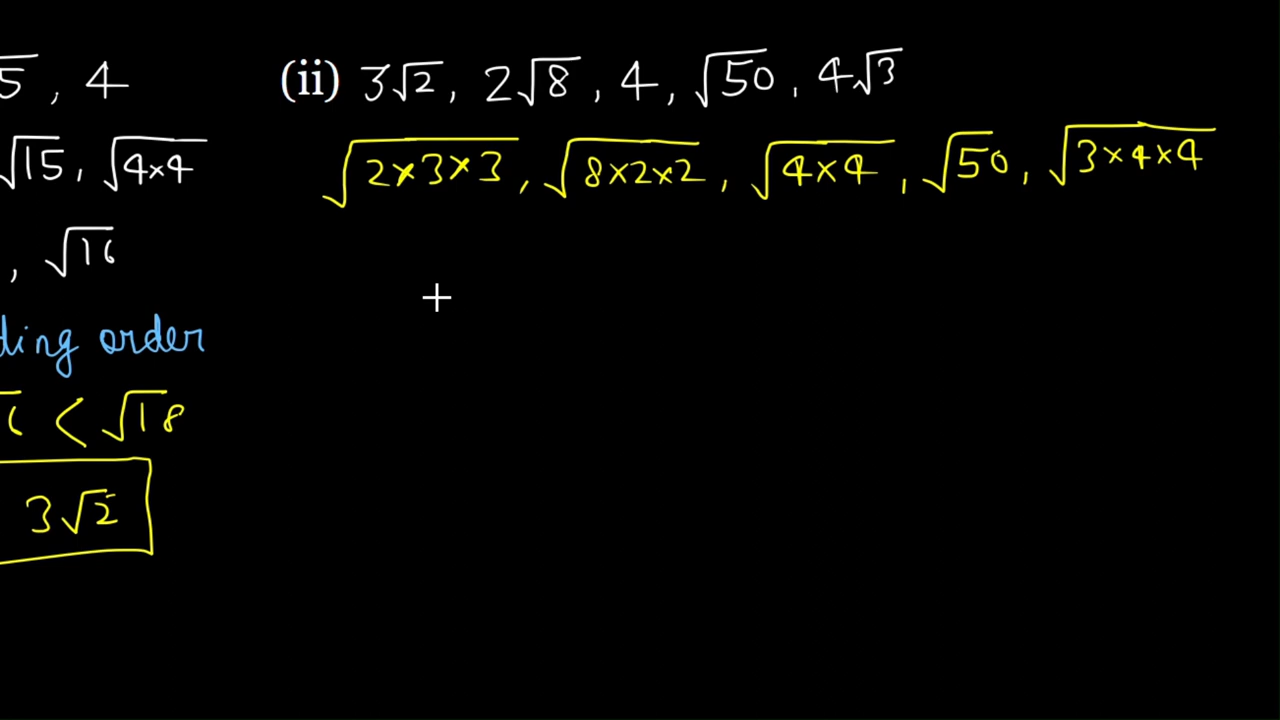 5, 4
(ii) 3√2, 2√8, 4, √50, 4√3
√15, √4×4
√2×3×3, √8×2×2, √4×4, √50, √3×4×4
, √16
ding order
< √18
3√2